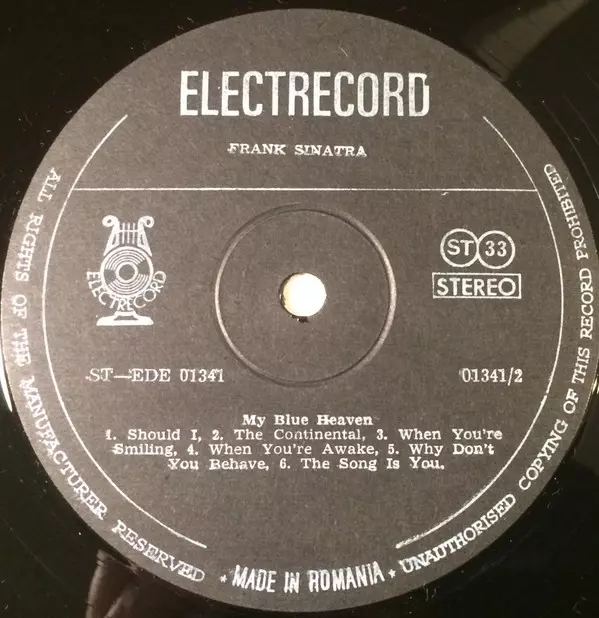 ELECTRECORD
FRANK SINATRA
ELECTRECORD
ST 33
STEREO
ST—EDE 01341
01341/2
My Blue Heaven
1. Should I, 2. The Continental, 3. When You're
Smiling, 4. When You're Awake, 5. Why Don't
You Behave, 6. The Song Is You.
ALL RIGHTS OF THE MANUFACTURER RESERVED
★ MADE IN ROMANIA ★
UNAUTHORISED COPYING OF THIS RECORD PROHIBITED